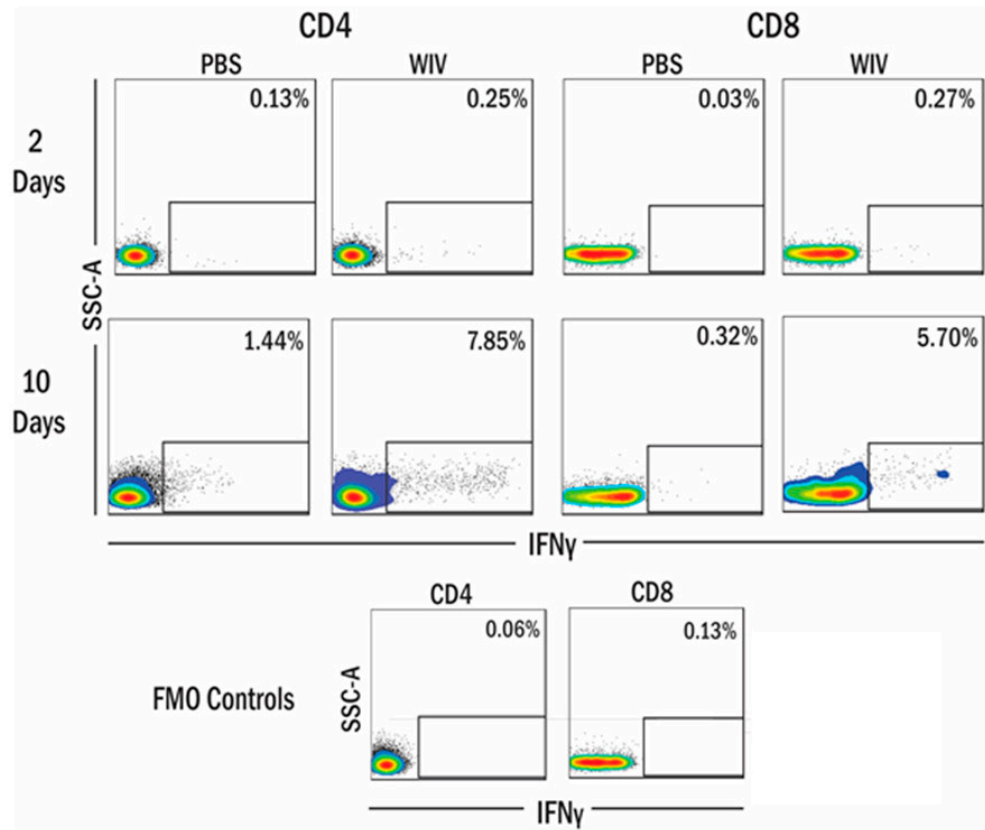 CD4 CD8
PBS WIV PBS WIV
2 Days
0.13% 0.25% 0.03% 0.27%
SSC-A
10 Days
1.44% 7.85% 0.32% 5.70%
IFNγ
CD4 CD8
FMO Controls
SSC-A
0.06% 0.13%
IFNγ